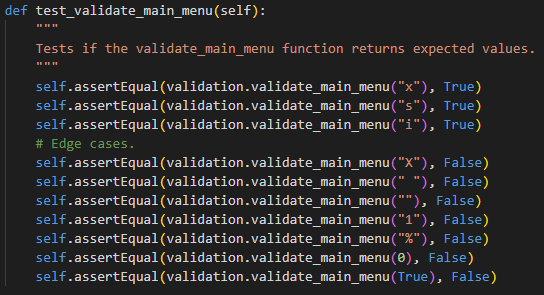 def test_validate_main_menu(self):
    """
    Tests if the validate_main_menu function returns expected values.
    """
    self.assertEqual(validation.validate_main_menu("x"), True)
    self.assertEqual(validation.validate_main_menu("s"), True)
    self.assertEqual(validation.validate_main_menu("i"), True)
    # Edge cases.
    self.assertEqual(validation.validate_main_menu("X"), False)
    self.assertEqual(validation.validate_main_menu(" "), False)
    self.assertEqual(validation.validate_main_menu(""), False)
    self.assertEqual(validation.validate_main_menu("1"), False)
    self.assertEqual(validation.validate_main_menu("%"), False)
    self.assertEqual(validation.validate_main_menu(0), False)
    self.assertEqual(validation.validate_main_menu(True), False)